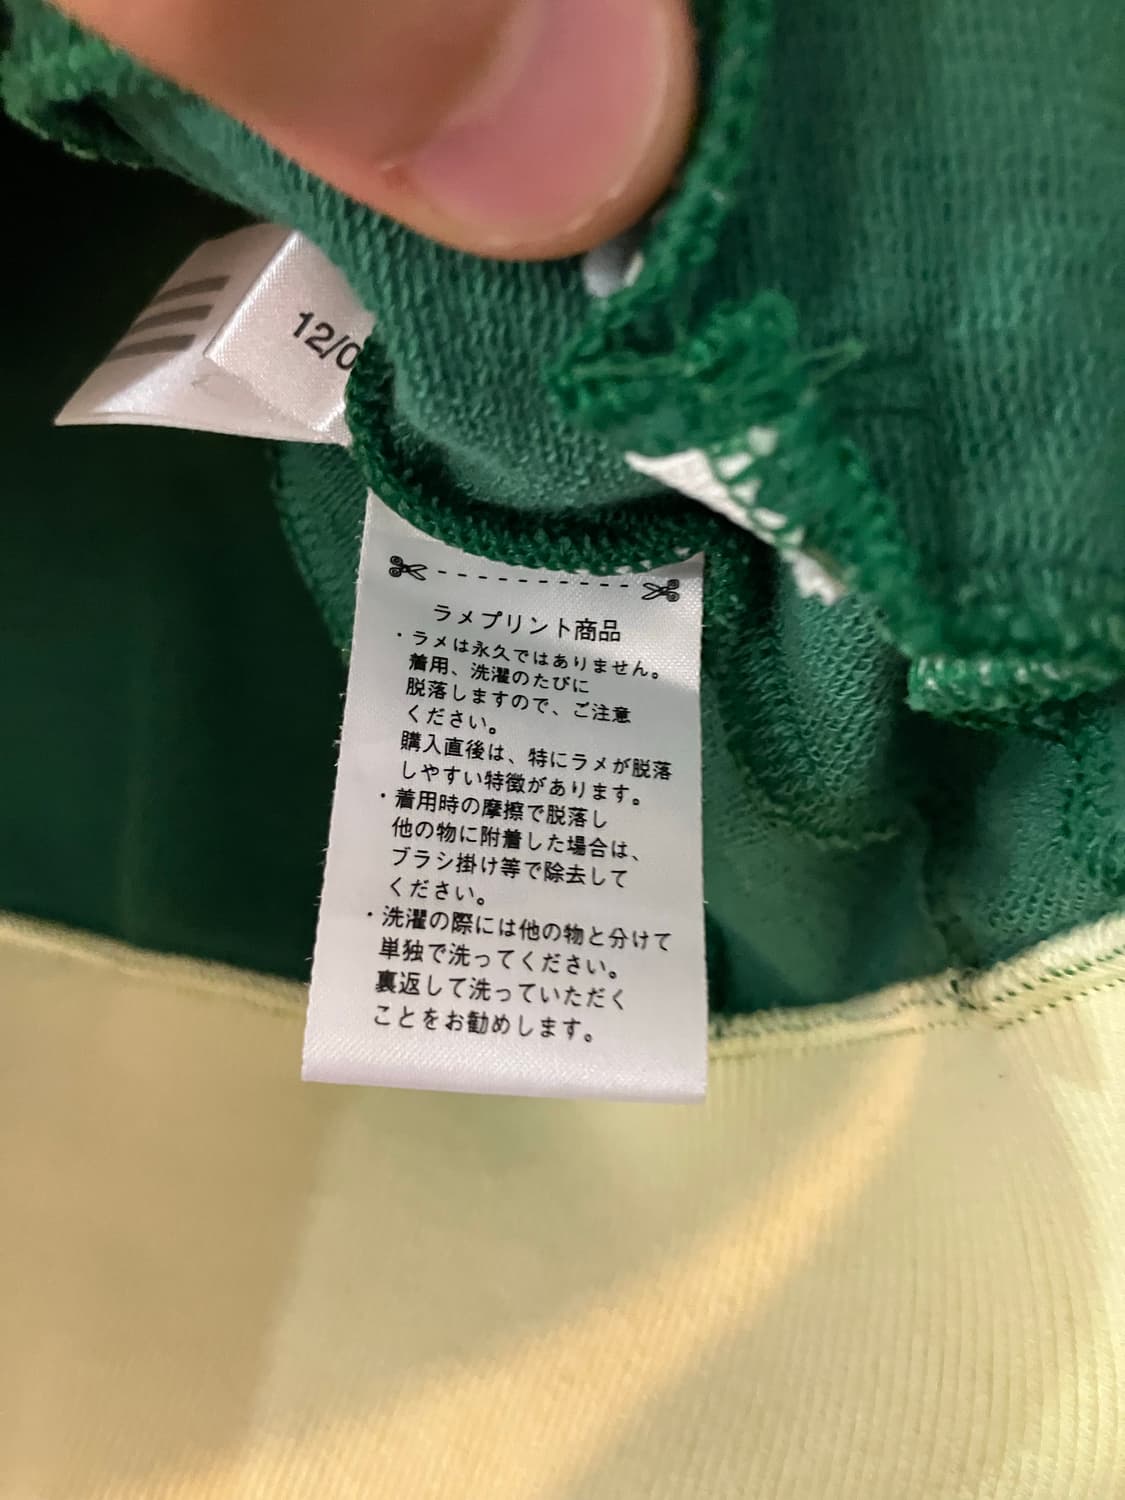 12/0
ラメプリント商品
・ラメは永久ではありません。
着用、洗濯のたびに
脱落しますので、ご注意
ください。
購入直後は、特にラメが脱落
しやすい特徴があります。
・着用時の摩擦で脱落し
他の物に附着した場合は、
ブラシ掛け等で除去して
ください。
・洗濯の際には他の物と分けて
単独で洗ってください。
裏返して洗っていただく
ことをお勧めします。